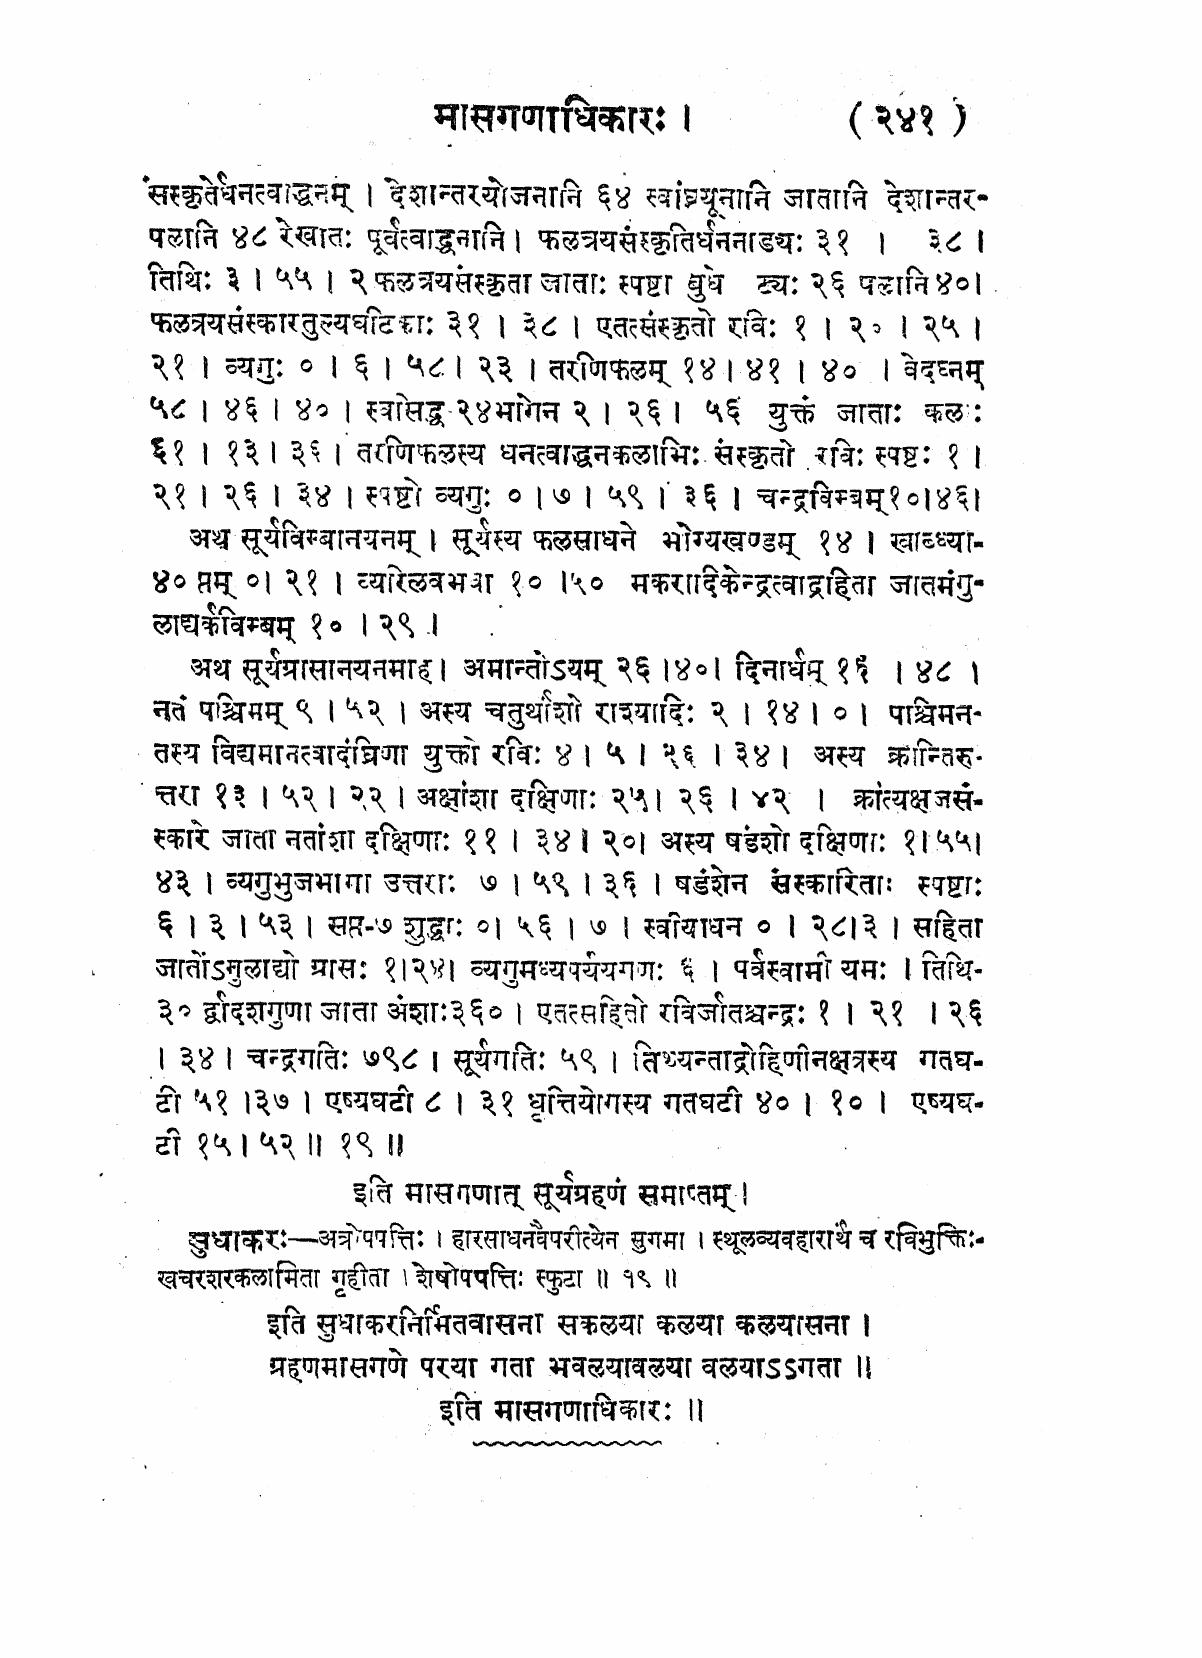 मासगणाधिकारः । ( २४१ )
संस्कृतेर्धनत्वाद्धनम् । देशान्तरयोजनानि ६४ स्वांघ्र्यूनानि जातानि देशान्तर-
पलानि ४८ रेखातः पूर्वत्वाद्धनानि । फलत्रयसंस्कृतिर्धननाड्यः ३१ । ३८ ।
तिथिः ३ । ५५ । २ फलत्रयसंस्कृता जाताः स्पष्टा २६ पलानि ४०।
फलत्रयसंस्कारतुल्यघटिकाः ३१ । ३८ । एतत्संस्कृतो रविः १ । २० । २५ ।
२१ । व्यगुः ० । ६ । ५८ । २३ । तरणिफलम् १४ । ४१ । ४० । वेदघ्नम्
५८ । ४६ । ४० । २४भागेन २ । २६ । ५६ युक्तं जाताः कलाः
६१ । १३ । ३६ । तरणिफलस्य धनत्वाद्धनकलाभिः संस्कृतो रविः स्पष्टः १ ।
२१ । २६ । ३४ । स्पष्टो व्यगुः ० । ७ । ५९ । ३६ । चन्द्रविम्बम् १०।४६।
अथ सूर्यविम्बानयनम् । सूर्यस्य फलसाधने भोग्यखण्डम् १४ । खाब्ध्या-
४० प्तम् ०। २१ । व्यारेलवभवा १० ।५० मकरादिकेन्द्रत्वाद्रहिता जातमंगु-
लाद्यर्कविम्बम् १० । २९ ।
अथ सूर्यग्रासानयनमाह । अमान्तोऽयम् २६ ।४०। दिनार्धम् १६ । ४८ ।
नतं पश्चिमम् ९ । ५२ । अस्य चतुर्थांशो राश्यादिः २ । १४ । ० । पाश्चिमन-
तस्य विद्यमानत्वादंघ्रिणा युक्तो रविः ४ । ५ । २६ । ३४ । अस्य क्रान्तिरु-
त्तरा १३ । ५२ । २२ । अक्षांशा दक्षिणाः २५। २६ । ४२ । क्रांत्यक्षजसं-
स्कारे जाता नतांशा दक्षिणाः ११ । ३४ । २०। अस्य षडंशो दक्षिणाः १। ५५।
४३ । व्यगुभुजभागा उत्तराः ७ । ५९ । ३६ । षडंशेन संस्कारिताः स्पष्टाः
६ । ३ । ५३ । सप्त-७ शुद्धाः ०। ५६ । ७ । स्वीयाधन ० । २८।३ । सहिता
जातोंऽगुलाद्यो ग्रासः १।२४। व्यगुमध्यपर्ययगणः ६ । पर्वस्वामी यमः । तिथि-
३० र्द्वादशगुणा जाता अंशाः३६० । एतत्सहितो रविर्जातश्चन्द्रः १ । २१ । २६
। ३४ । चन्द्रगतिः ७९८ । सूर्यगतिः ५९ । तिथ्यन्ताद्रोहिणीनक्षत्रस्य गतघ-
टी ५१ ।३७ । एष्यघटी ८ । ३१ धृत्तियोगस्य गतघटी ४० । १० । एष्यघ-
टी १५ । ५२ ॥ १९ ॥
इति मासगणात् सूर्यग्रहणं समाप्तम् ।
सुधाकरः—अत्रोपपत्तिः । हारसाधनवैपरीत्येन सुगमा । स्थूलव्यवहारार्थं च रविभुक्तिः-
खचरशरकलामिता गृहीता । शेषोपपत्तिः स्फुटा ॥ १९ ॥
इति सुधाकरनिर्मितवासना सकलया कलया कलयासना ।
ग्रहणमासगणे परया गता भवलयावलया वलयाऽऽगता ॥
इति मासगणाधिकारः ॥